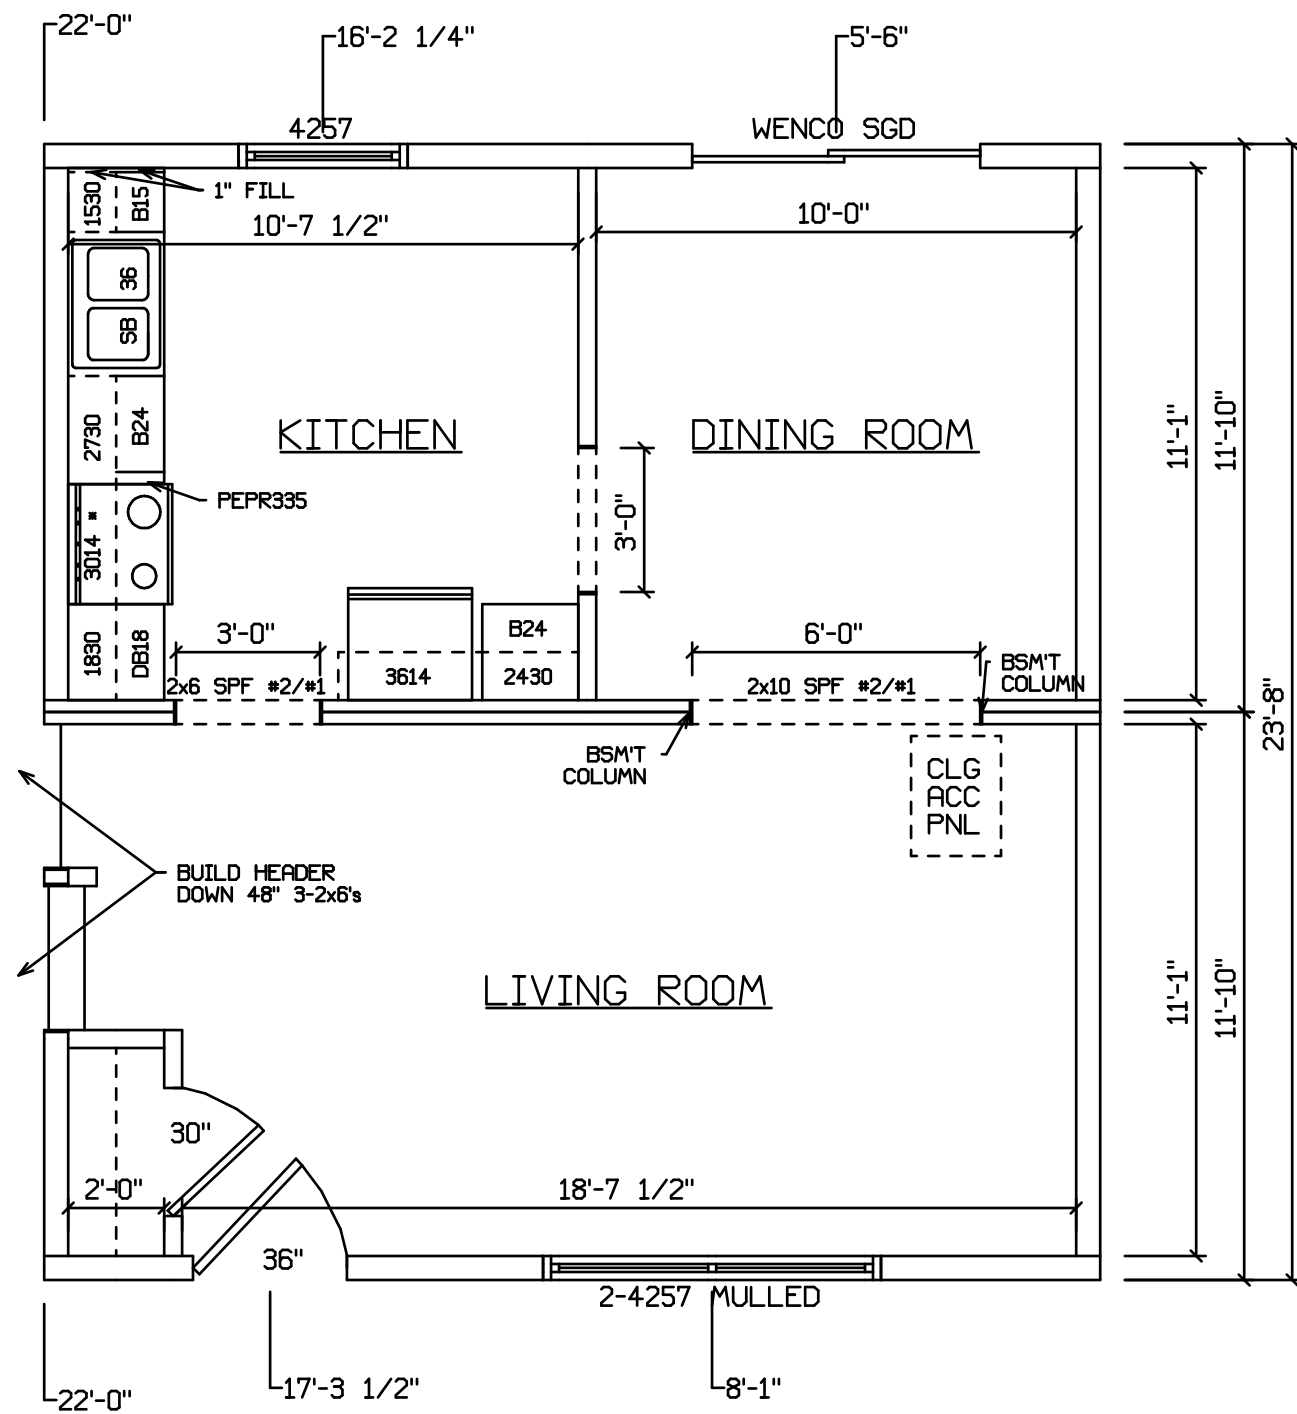 22'-0"
16'-2 1/4"
5'-6"
4257
WENCO SGD
1530
B15
1" FILL
10'-7 1/2"
10'-0"
36
SB
2730
B24
KITCHEN
DINING ROOM
11'-1"
11'-10"
PEPR335
3014 *
3'-0"
1830
DB18
3'-0"
B24
3614
2430
6'-0"
2x6 SPF #2/#1
2x10 SPF #2/#1
BSM'T
COLUMN
23'-8"
BSM'T
COLUMN
CLG
ACC
PNL
BUILD HEADER
DOWN 48" 3-2x6's
LIVING ROOM
11'-1"
11'-10"
30"
2'-0"
18'-7 1/2"
36"
2-4257 MULLED
22'-0"
17'-3 1/2"
8'-1"